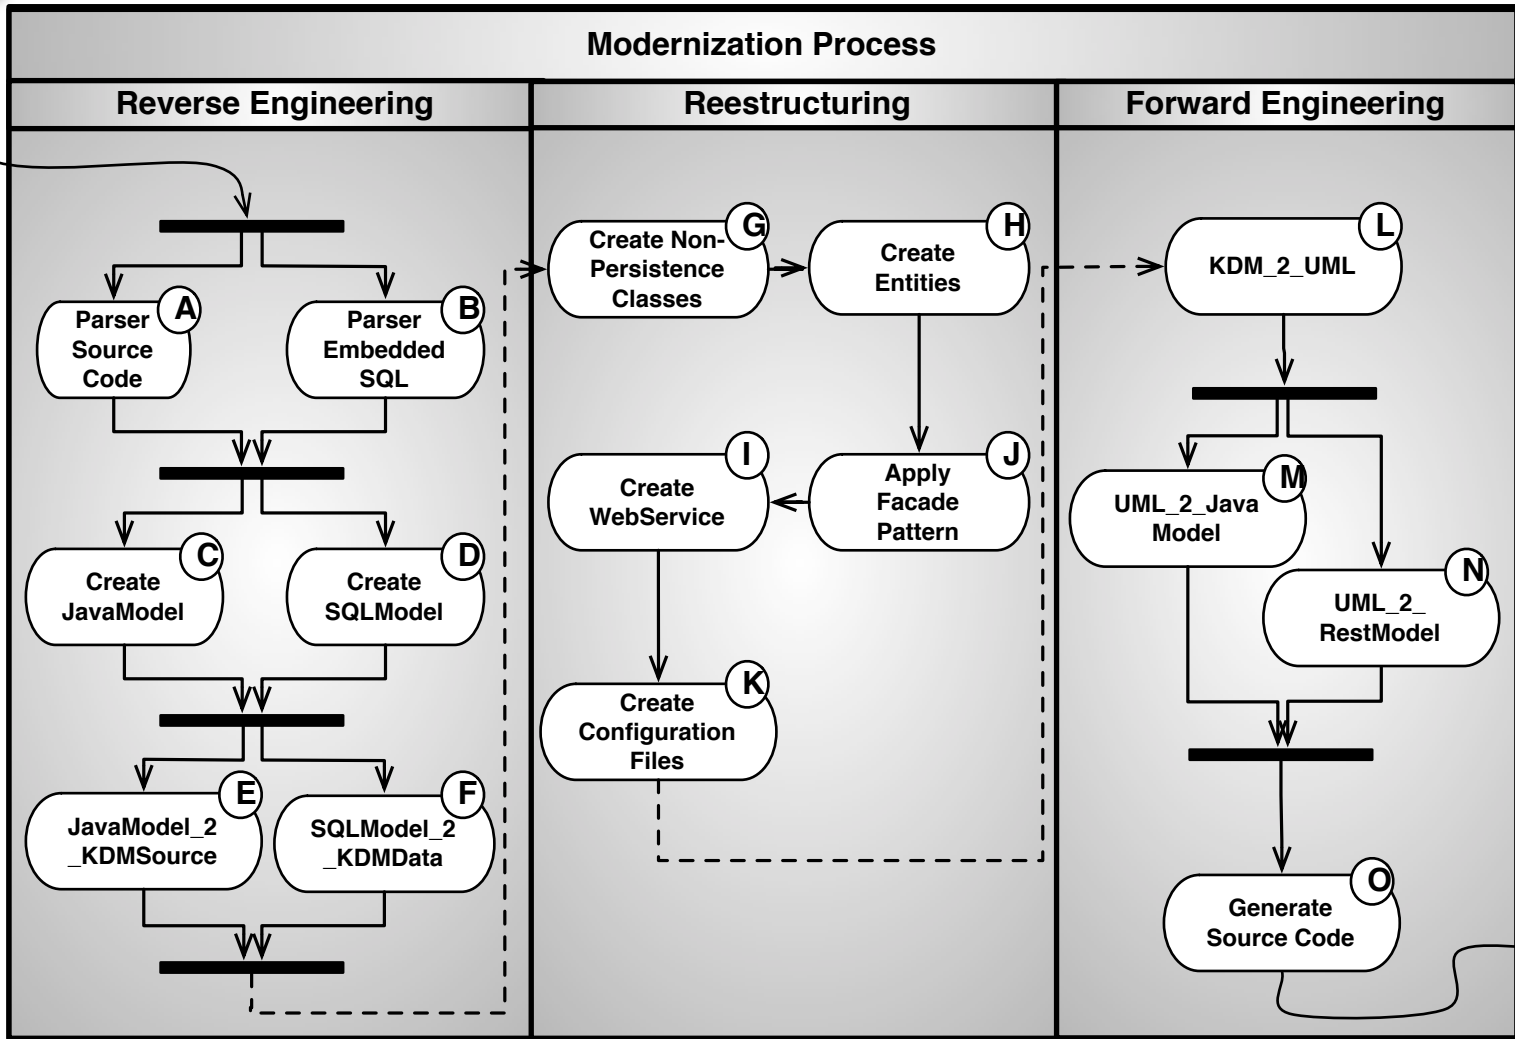 Modernization Process
Reverse Engineering
Reestructuring
Forward Engineering
A
Parser
Source
Code
B
Parser
Embedded
SQL
C
Create
JavaModel
D
Create
SQLModel
E
JavaModel_2
_KDMSource
F
SQLModel_2
_KDMData
G
Create Non-
Persistence
Classes
H
Create
Entities
I
Create
WebService
J
Apply
Facade
Pattern
K
Create
Configuration
Files
L
KDM_2_UML
M
UML_2_Java
Model
N
UML_2_
RestModel
O
Generate
Source Code